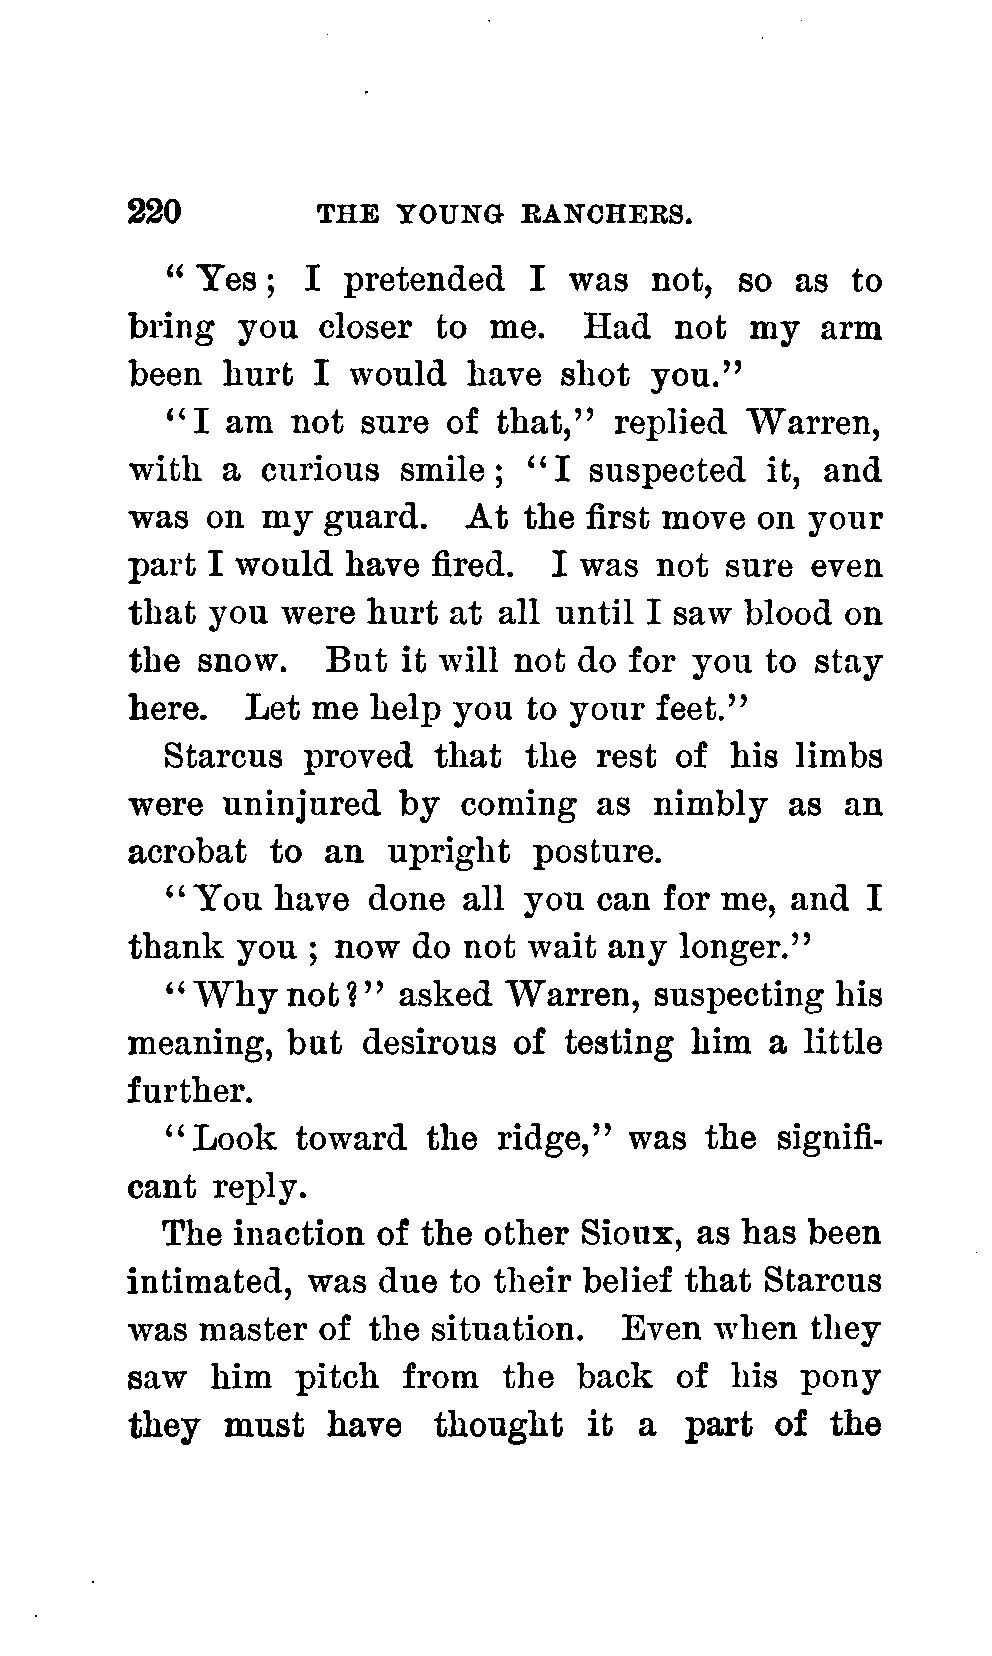 220 THE YOUNG RANCHERS.
“ Yes ; I pretended I was not, so as to
bring you closer to me. Had not my arm
been hurt I would have shot you.”
“ I am not sure of that,” replied Warren,
with a curious smile ; “ I suspected it, and
was on my guard. At the first move on your
part I would have fired. I was not sure even
that you were hurt at all until I saw blood on
the snow. But it will not do for you to stay
here. Let me help you to your feet.”
Starcus proved that the rest of his limbs
were uninjured by coming as nimbly as an
acrobat to an upright posture.
“ You have done all you can for me, and I
thank you ; now do not wait any longer.”
“ Why not ? ” asked Warren, suspecting his
meaning, but desirous of testing him a little
further.
“ Look toward the ridge,” was the signifi-
cant reply.
The inaction of the other Sioux, as has been
intimated, was due to their belief that Starcus
was master of the situation. Even when they
saw him pitch from the back of his pony
they must have thought it a part of the